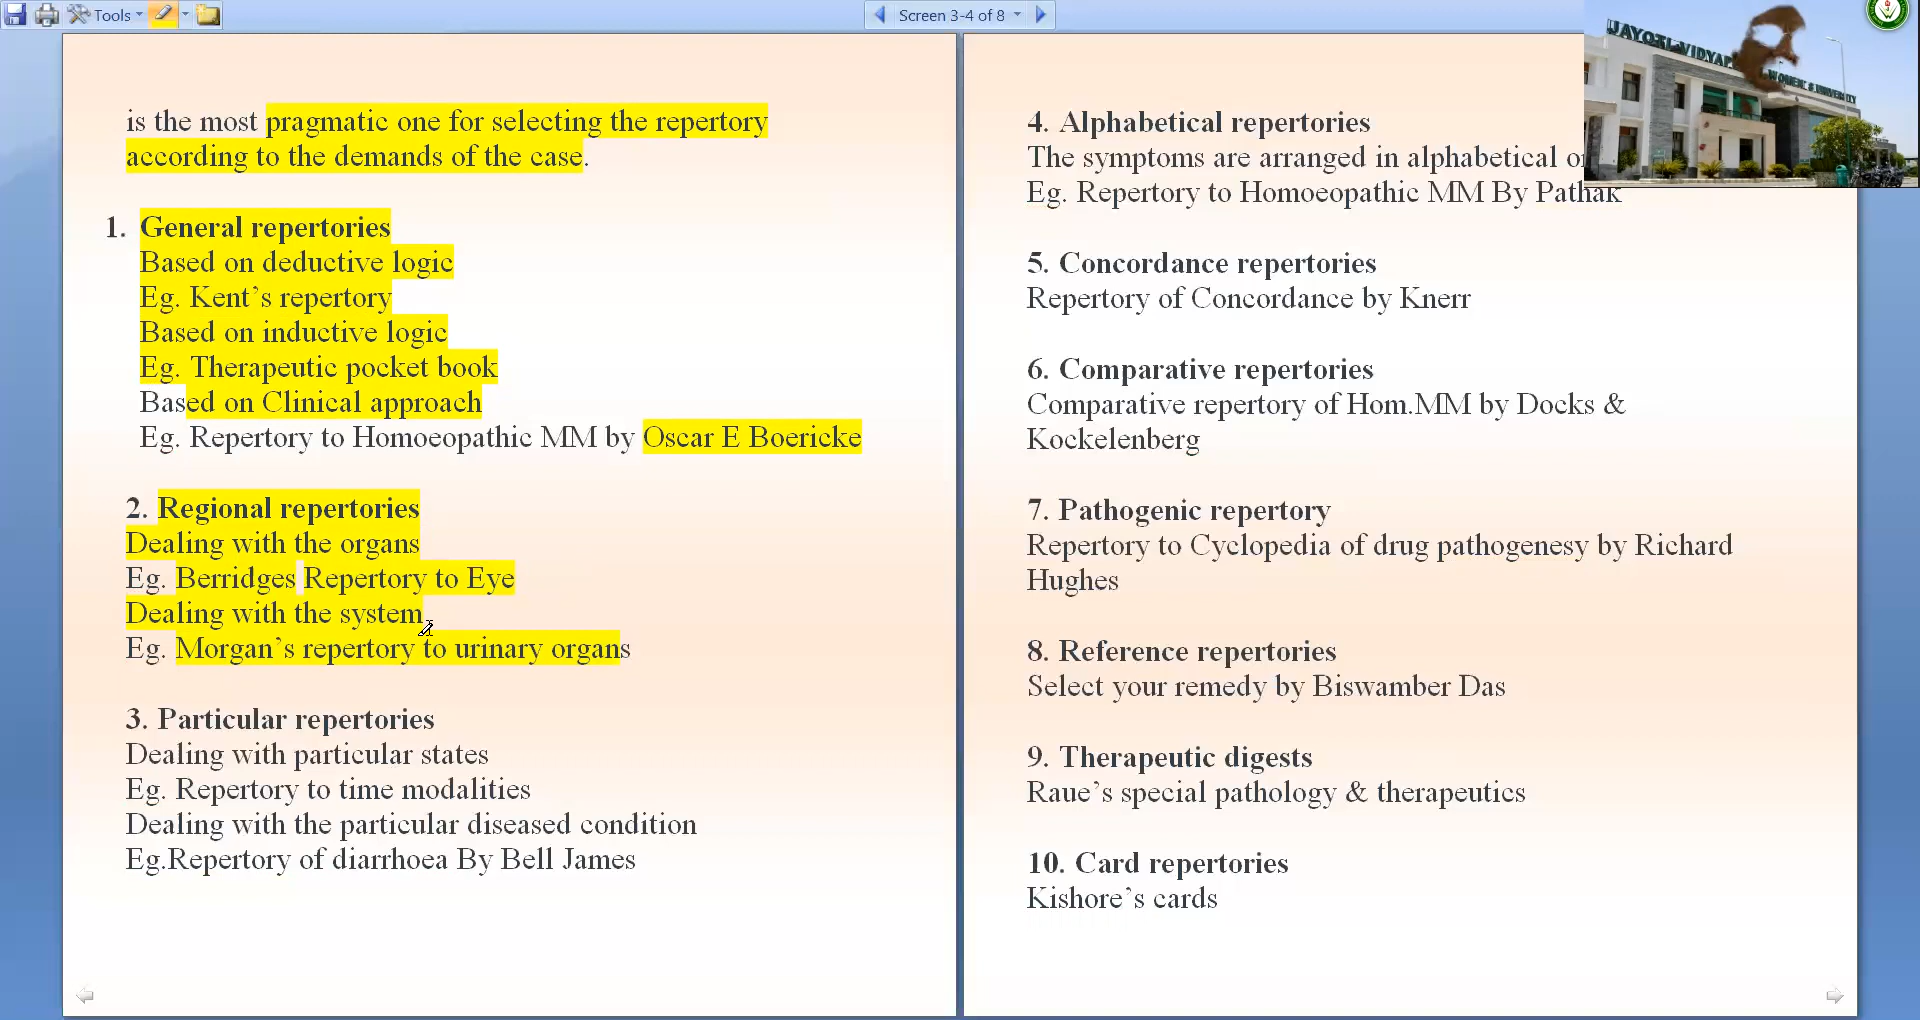 Tools
Screen 3-4 of 8
is the most pragmatic one for selecting the repertory
according to the demands of the case.
1. General repertories
Based on deductive logic
Eg. Kent’s repertory
Based on inductive logic
Eg. Therapeutic pocket book
Based on Clinical approach
Eg. Repertory to Homoeopathic MM by Oscar E Boericke
2. Regional repertories
Dealing with the organs
Eg. Berridges Repertory to Eye
Dealing with the system
Eg. Morgan’s repertory to urinary organs
3. Particular repertories
Dealing with particular states
Eg. Repertory to time modalities
Dealing with the particular diseased condition
Eg.Repertory of diarrhoea By Bell James
4. Alphabetical repertories
The symptoms are arranged in alphabetical
Eg. Repertory to Homoeopathic MM By Pathak
5. Concordance repertories
Repertory of Concordance by Knerr
6. Comparative repertories
Comparative repertory of Hom.MM by Docks &
Kockelenberg
7. Pathogenic repertory
Repertory to Cyclopedia of drug pathogenesy by Richard
Hughes
8. Reference repertories
Select your remedy by Biswamber Das
9. Therapeutic digests
Raue’s special pathology & therapeutics
10. Card repertories
Kishore’s cards
JAYOTI WOMEN'S UNIVERSITY